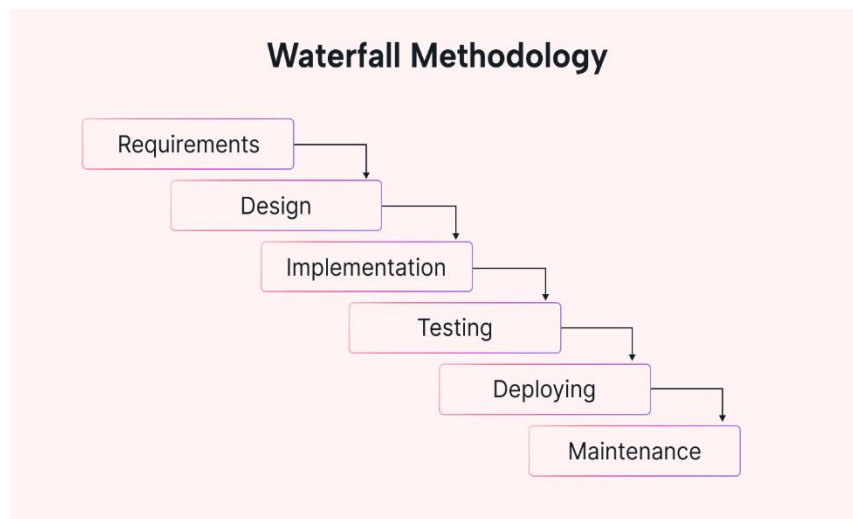 Waterfall Methodology
Requirements
Design
Implementation
Testing
Deploying
Maintenance